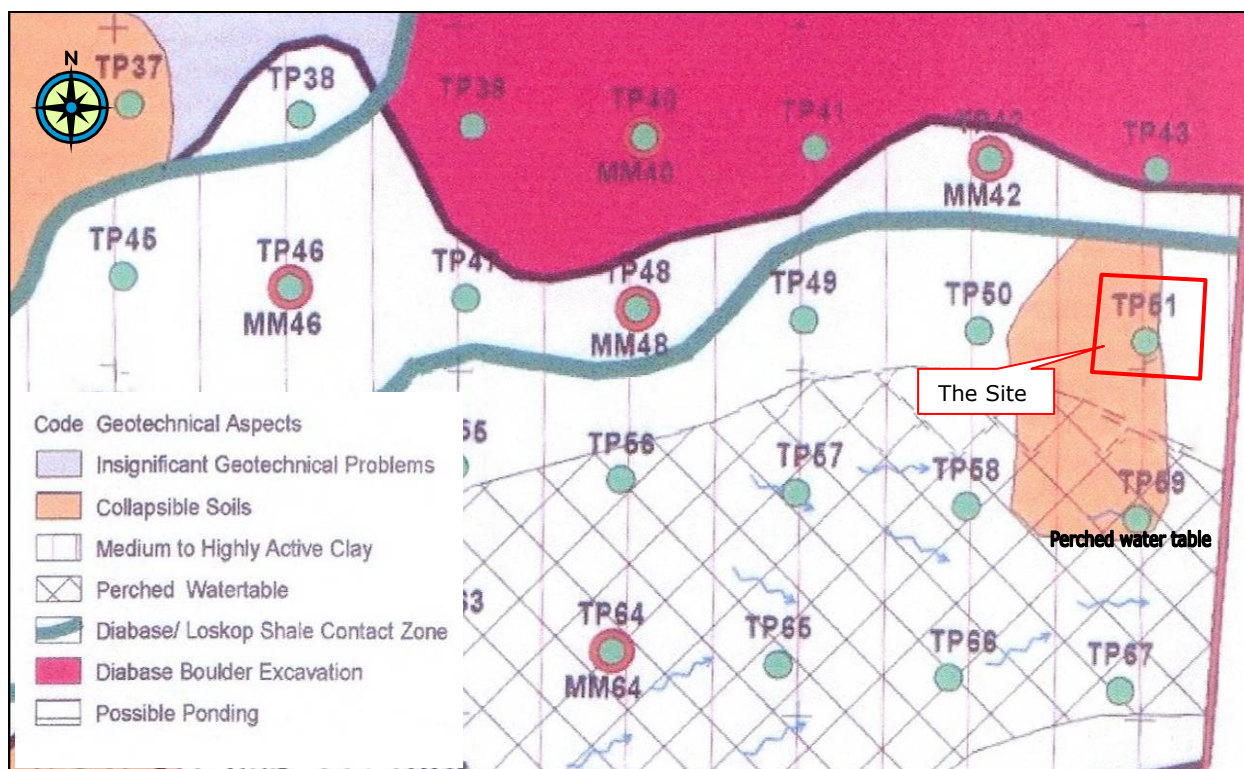 N
TP37
TP38
TP39
TP40
MM40
TP41
TP42
MM42
TP43
TP45
TP46
MM46
TP47
TP48
MM48
TP49
TP50
TP51
The Site
Code Geotechnical Aspects
Insignificant Geotechnical Problems
Collapsible Soils
Medium to Highly Active Clay
Perched Watertable
Diabase/ Loskop Shale Contact Zone
Diabase Boulder Excavation
Possible Ponding
TP56
TP57
TP58
TP59
Perched water table
TP64
MM64
TP65
TP66
TP67